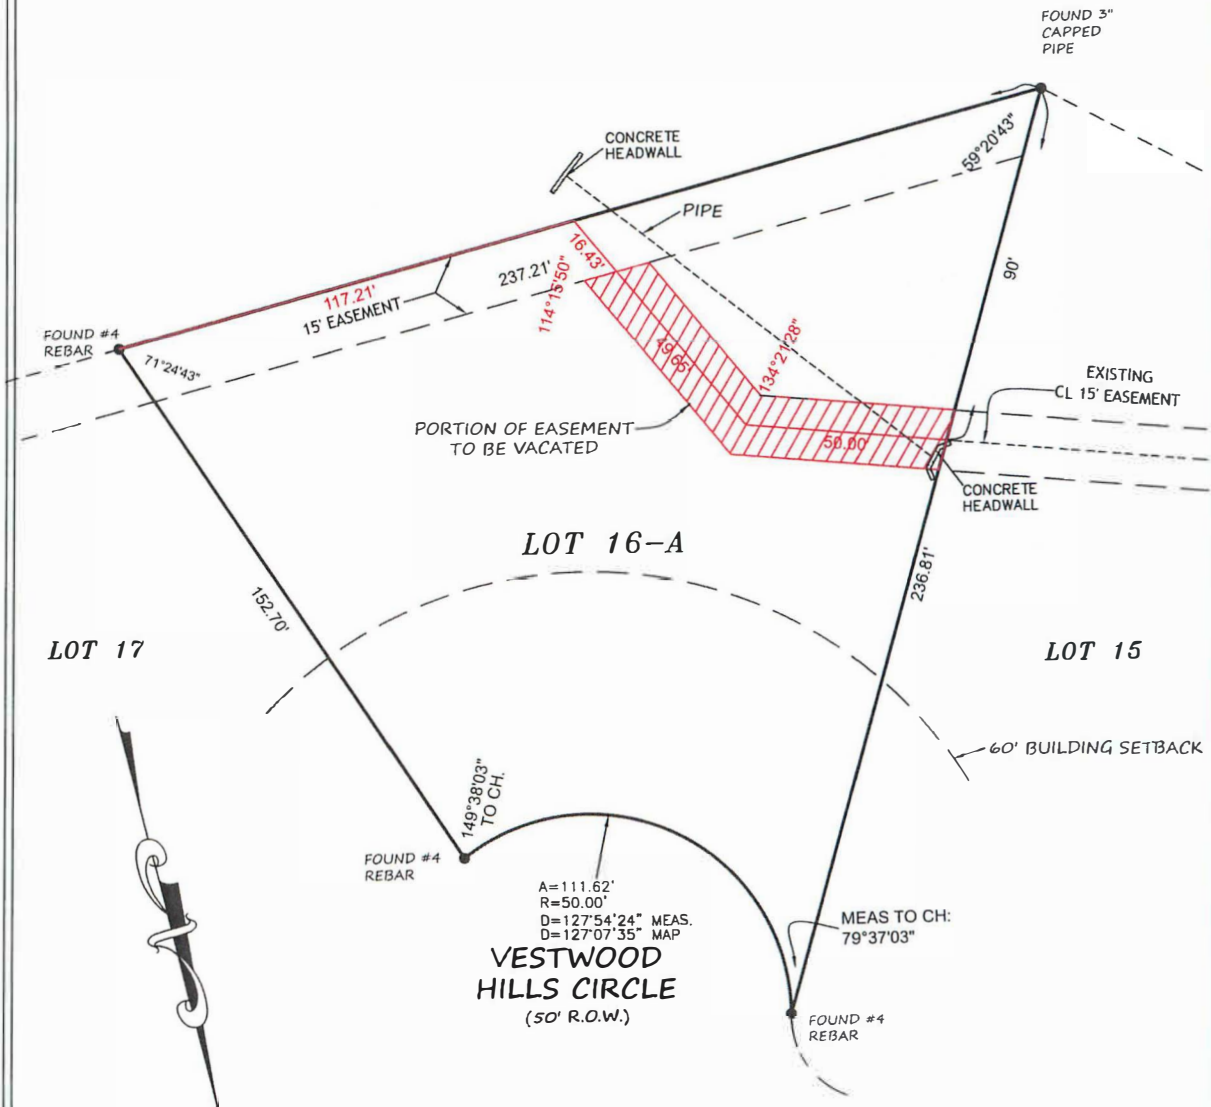 FOUND 3"
CAPPED
PIPE
CONCRETE
HEADWALL
59°20'43"
PIPE
16.43'
237.21'
114°15'50"
117.21'
15' EASEMENT
90'
FOUND #4
REBAR
71°24'43"
49.65'
134°21'28"
EXISTING
CL 15' EASEMENT
PORTION OF EASEMENT
TO BE VACATED
50.00'
CONCRETE
HEADWALL
LOT 16-A
236.81'
152.70'
LOT 17
LOT 15
60' BUILDING SETBACK
149°38'03"
TO CH.
FOUND #4
REBAR
A=111.62'
R=50.00'
D=127°54'24" MEAS.
D=127°07'35" MAP
MEAS TO CH:
79°37'03"
VESTWOOD
HILLS CIRCLE
(50' R.O.W.)
FOUND #4
REBAR